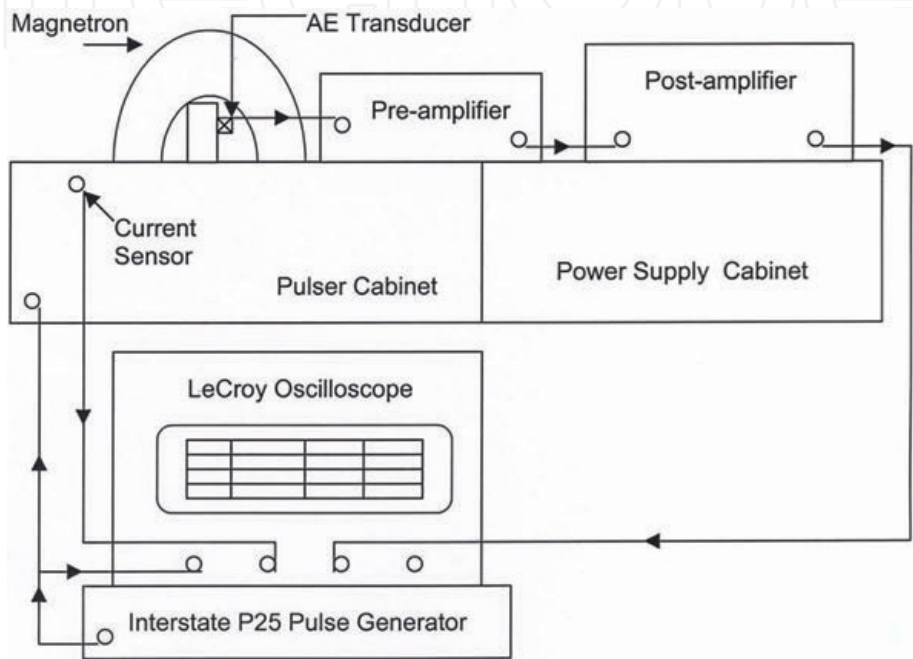 Magnetron
AE Transducer
Pre-amplifier
Post-amplifier
Current
Sensor
Pulser Cabinet
Power Supply Cabinet
LeCroy Oscilloscope
Interstate P25 Pulse Generator